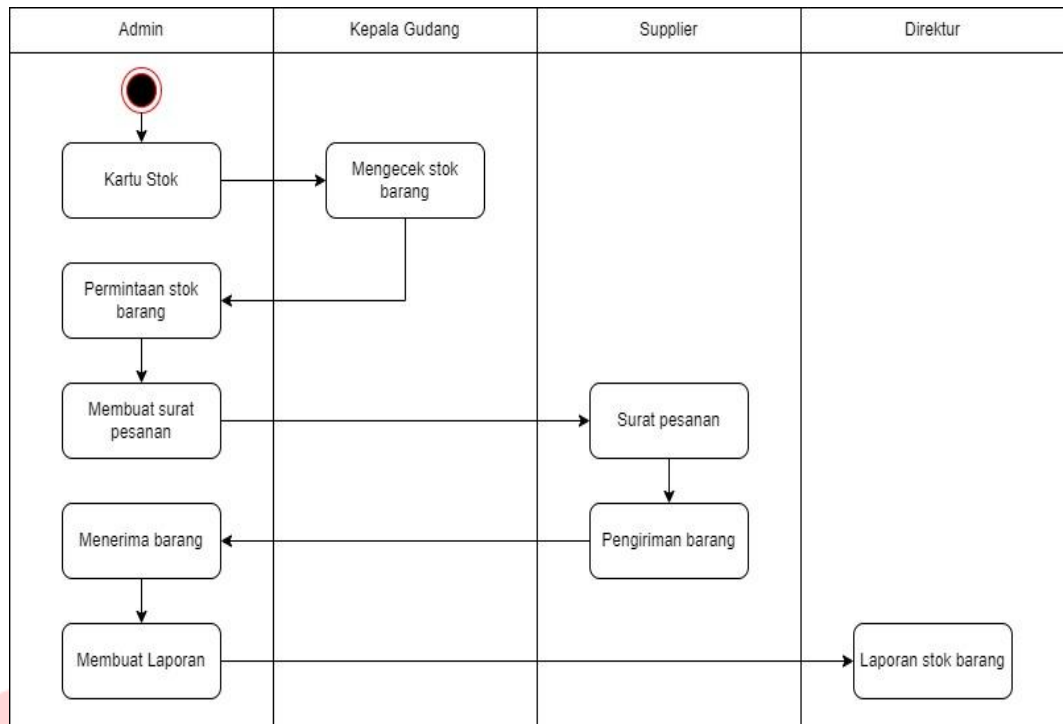 Admin
Kepala Gudang
Supplier
Direktur
Kartu Stok
Mengecek stok
barang
Permintaan stok
barang
Membuat surat
pesanan
Surat pesanan
Menerima barang
Pengiriman barang
Membuat Laporan
Laporan stok barang